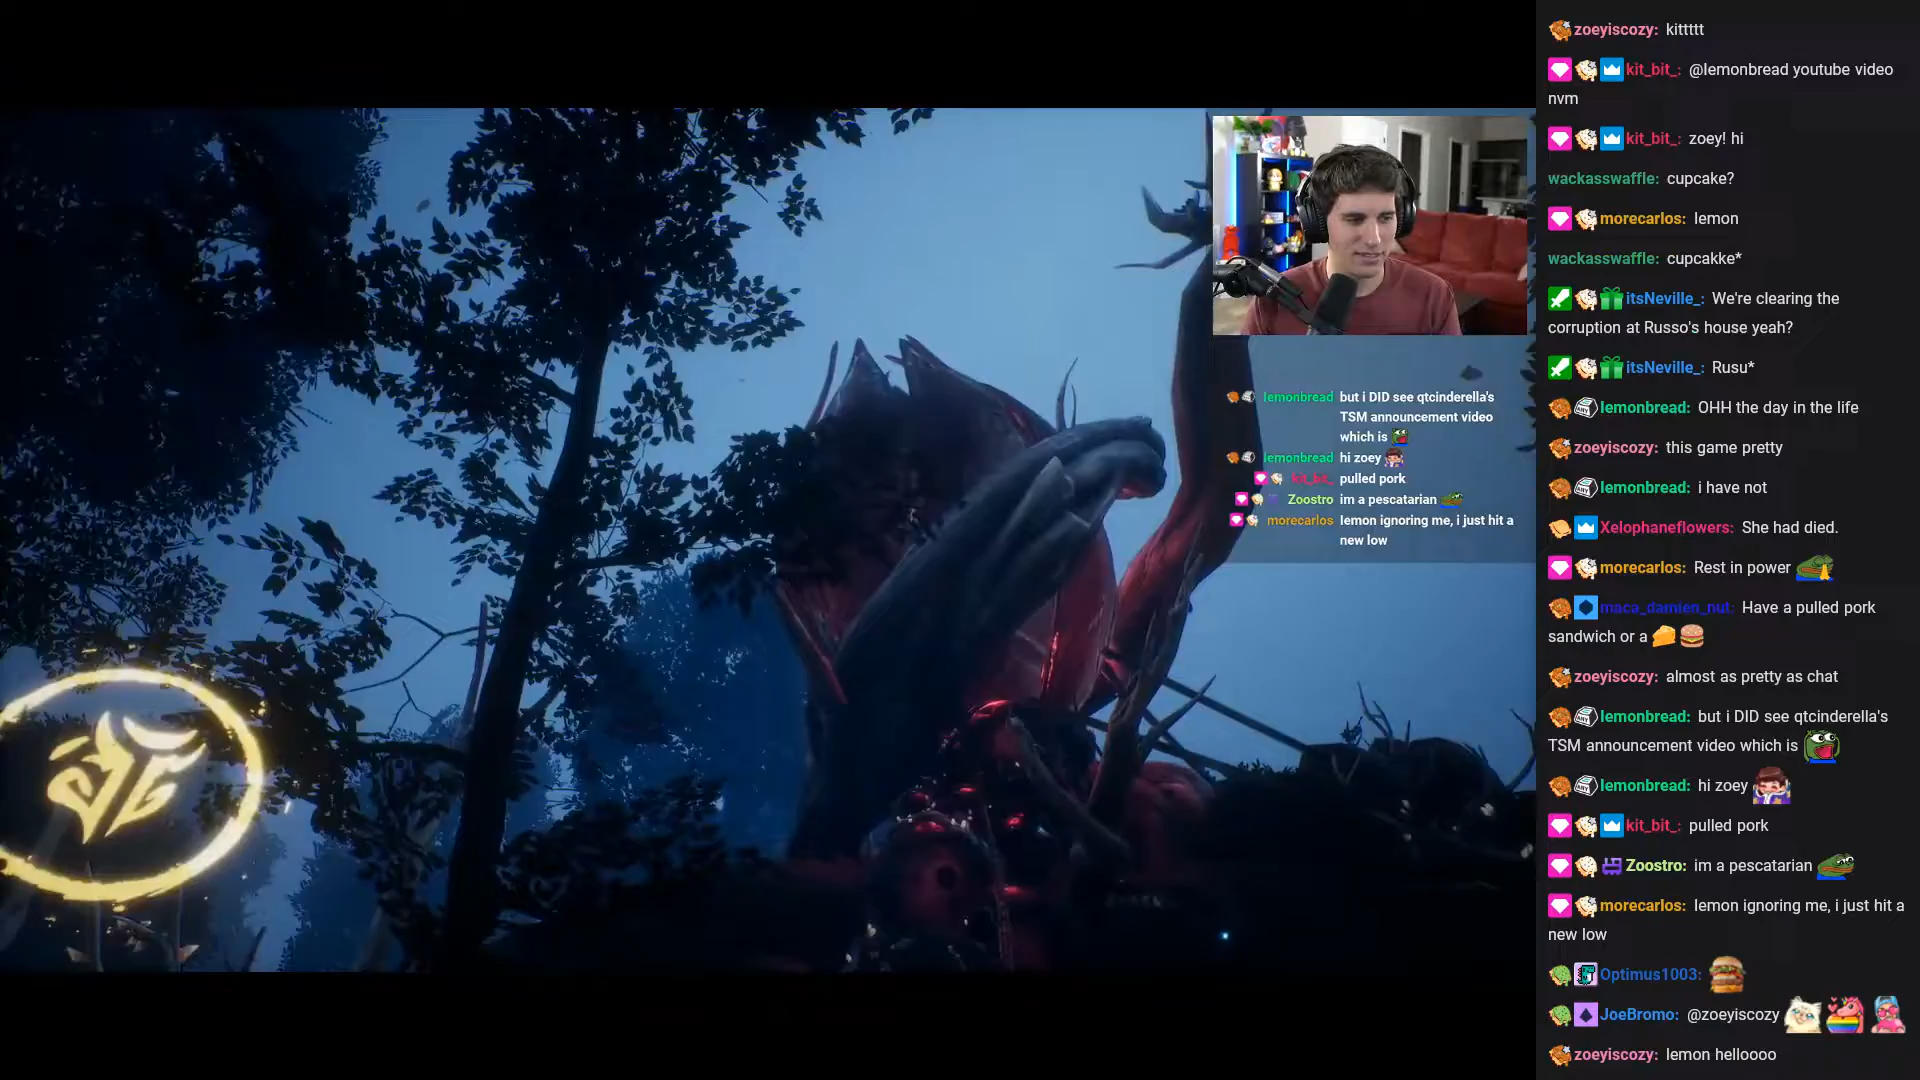 zoeyiscozy: kittttt
kit_bit_: @lemonbread youtube video
nvm
kit_bit_: zoey! hi
wackasswaffle: cupcake?
morecarlos: lemon
wackasswaffle: cupcakke*
itsNeville_: We're clearing the
corruption at Russo's house yeah?
itsNeville_: Rusu*
lemonbread: OHH the day in the life
zoeyiscozy: this game pretty
lemonbread: i have not
Xelophaneflowers: She had died.
morecarlos: Rest in power
maca_damien_nut: Have a pulled pork
sandwich or a
zoeyiscozy: almost as pretty as chat
lemonbread: but i DID see qtcinderella's
TSM announcement video which is
lemonbread: hi zoey
kit_bit_: pulled pork
Zoostro: im a pescatarian
morecarlos: lemon ignoring me, i just hit a
new low
Optimus1003:
JoeBromo: @zoeyiscozy
zoeyiscozy: lemon helloooo
lemonbread but i DID see qtcinderella's
TSM announcement video
which is
lemonbread hi zoey
kit_bit_ pulled pork
Zoostro im a pescatarian
morecarlos lemon ignoring me, i just hit a
new low